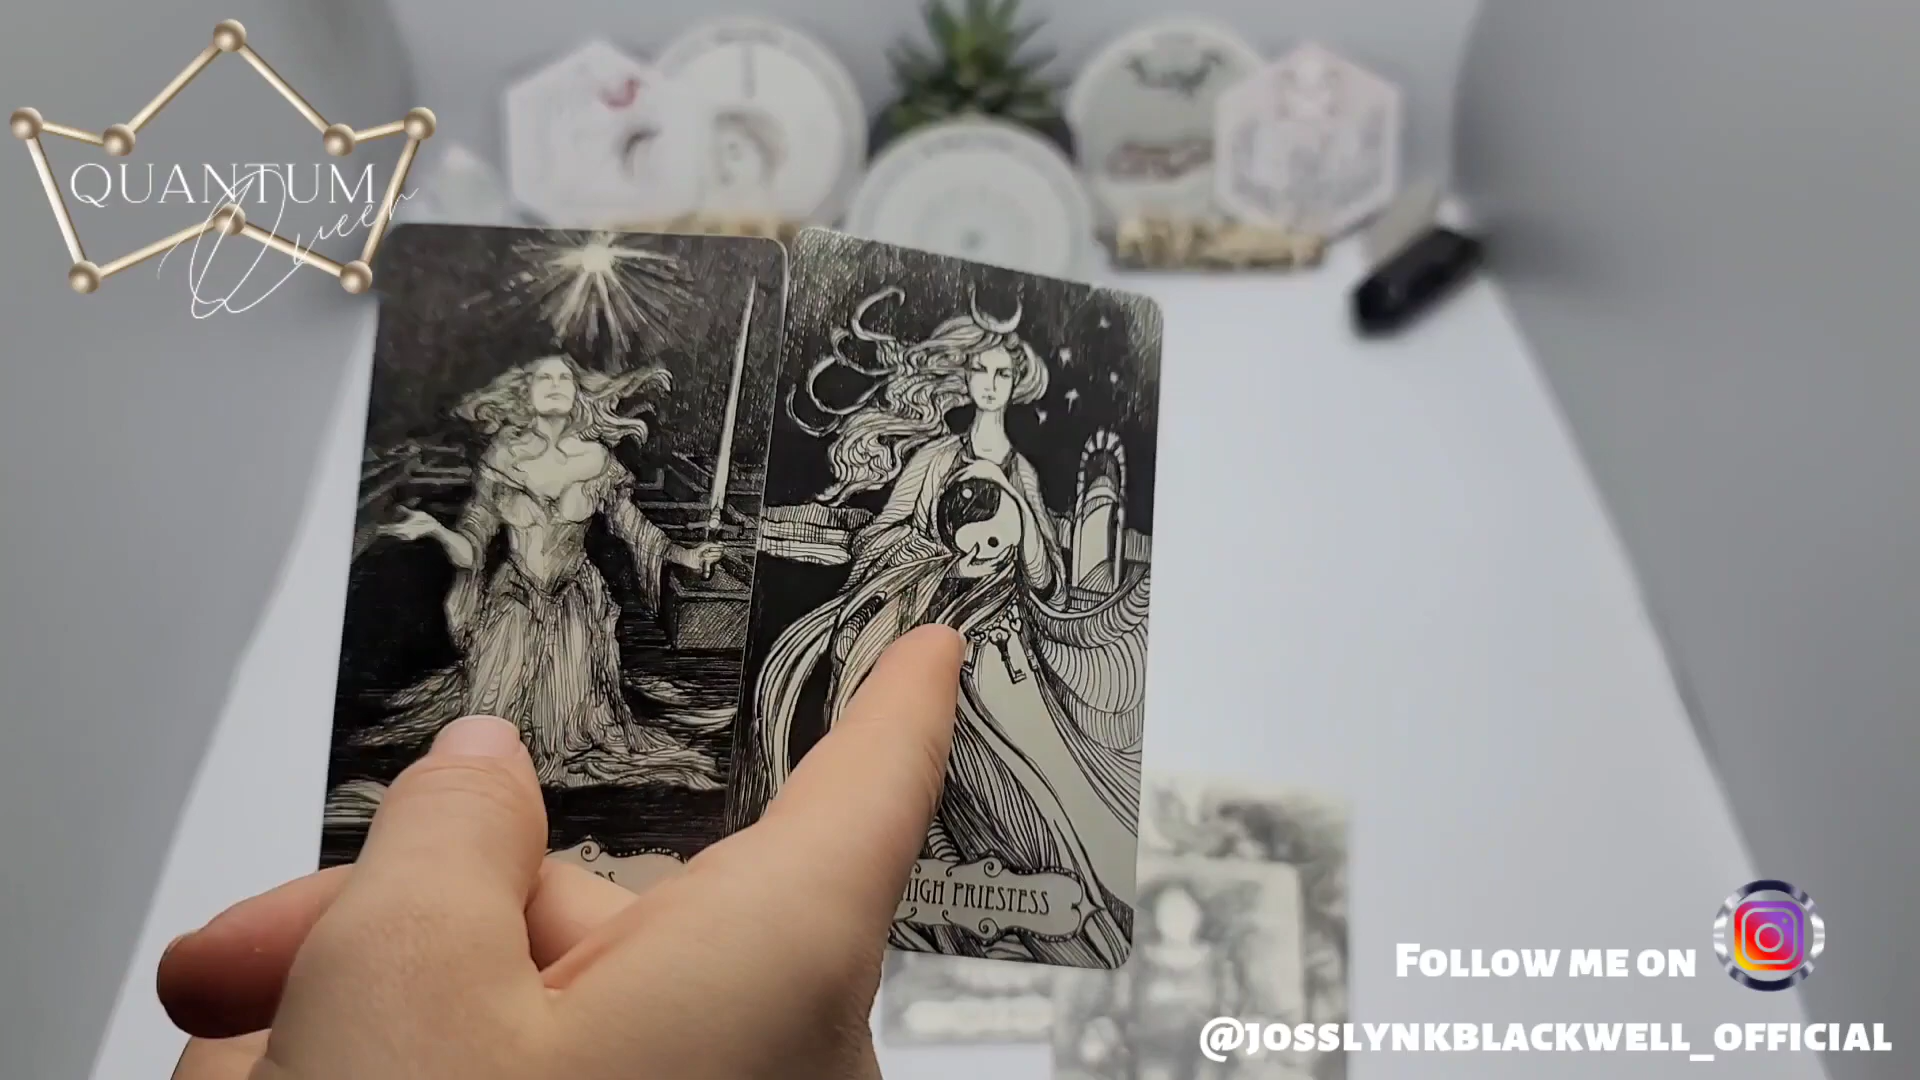 QUANTUM
Queen
HIGH PRIESTESS
FOLLOW ME ON
@JOSSLYNKBLACKWELL_OFFICIAL